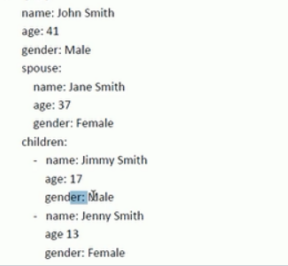 name: John Smith
age: 41
gender: Male
spouse:
name: Jane Smith
age: 37
gender: Female
children:
- name: Jimmy Smith
age: 17
gender: Male
- name: Jenny Smith
age 13
gender: Female